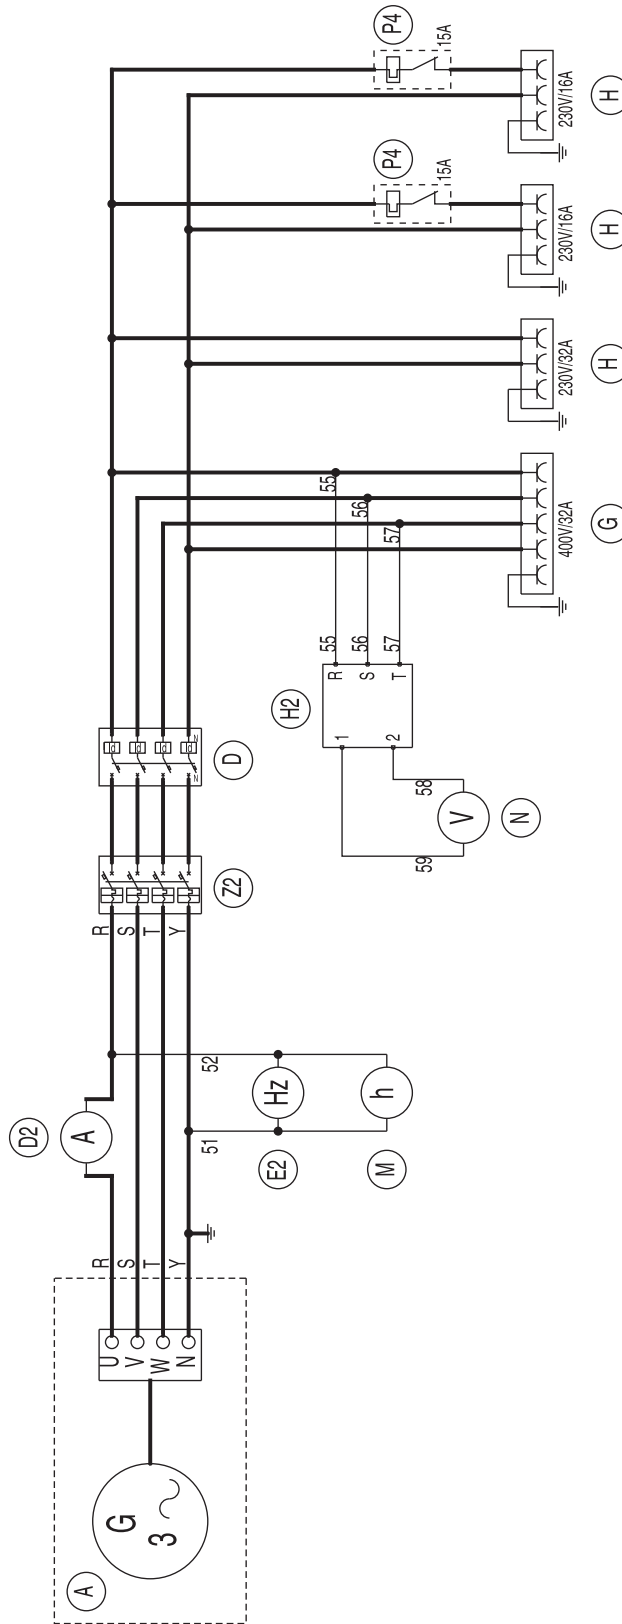 A
G
3
U
V
W
N
R
S
T
Y
D2
A
51
52
Hz
E2
h
M
R
S
T
Y
Z2
D
N
N
H2
1
2
R
S
T
55
56
57
55
56
57
58
59
V
N
400V/32A
G
230V/32A
H
P4
15A
230V/16A
H
P4
15A
230V/16A
H